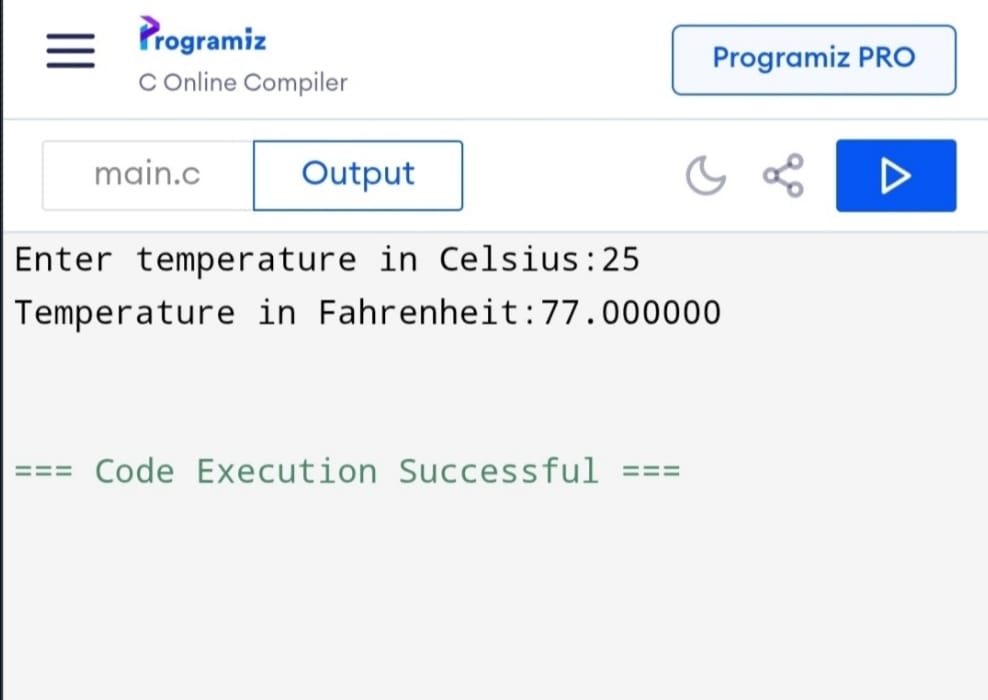 Programiz
C Online Compiler
Programiz PRO
main.c
Output
Enter temperature in Celsius:25
Temperature in Fahrenheit:77.000000
=== Code Execution Successful ===